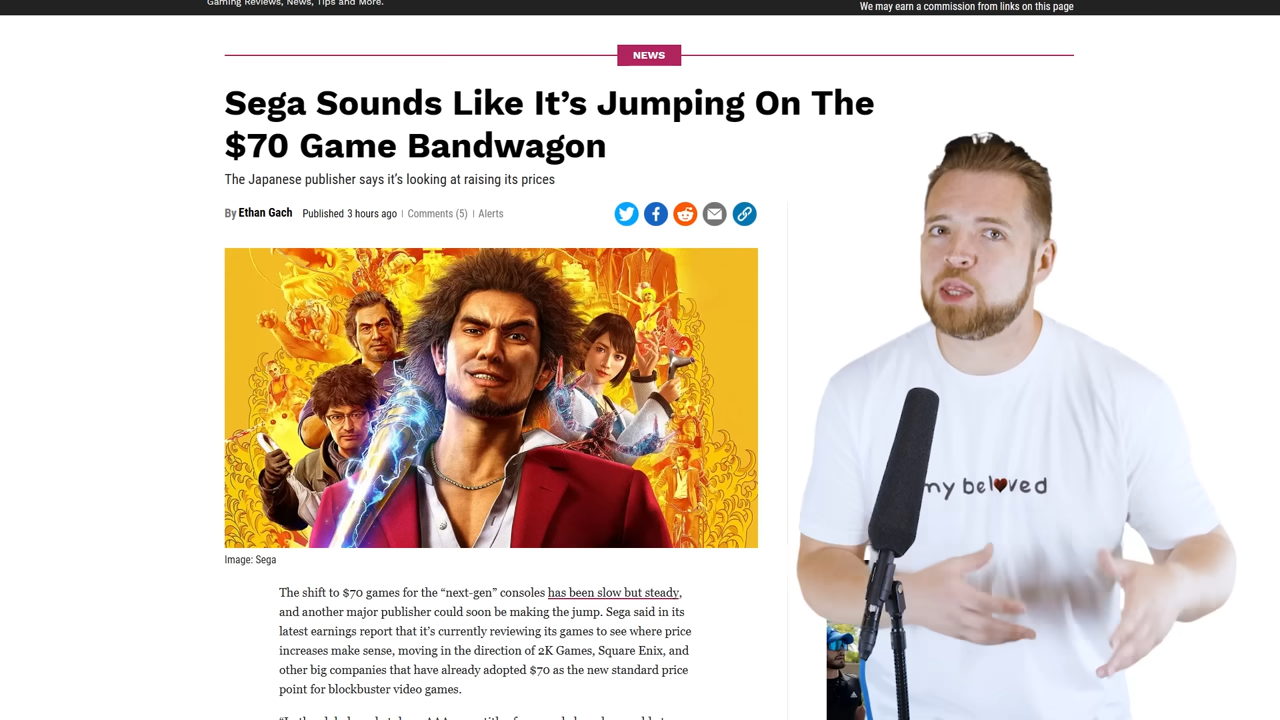 Gaming Reviews, News, Tips and More.
We may earn a commission from links on this page
NEWS
Sega Sounds Like It’s Jumping On The
$70 Game Bandwagon
The Japanese publisher says it’s looking at raising its prices
By Ethan Gach Published 3 hours ago | Comments (5) | Alerts
Image: Sega
The shift to $70 games for the “next-gen” consoles has been slow but steady,
and another major publisher could soon be making the jump. Sega said in its
latest earnings report that it’s currently reviewing its games to see where price
increases make sense, moving in the direction of 2K Games, Square Enix, and
other big companies that have already adopted $70 as the new standard price
point for blockbuster video games.
my beloved